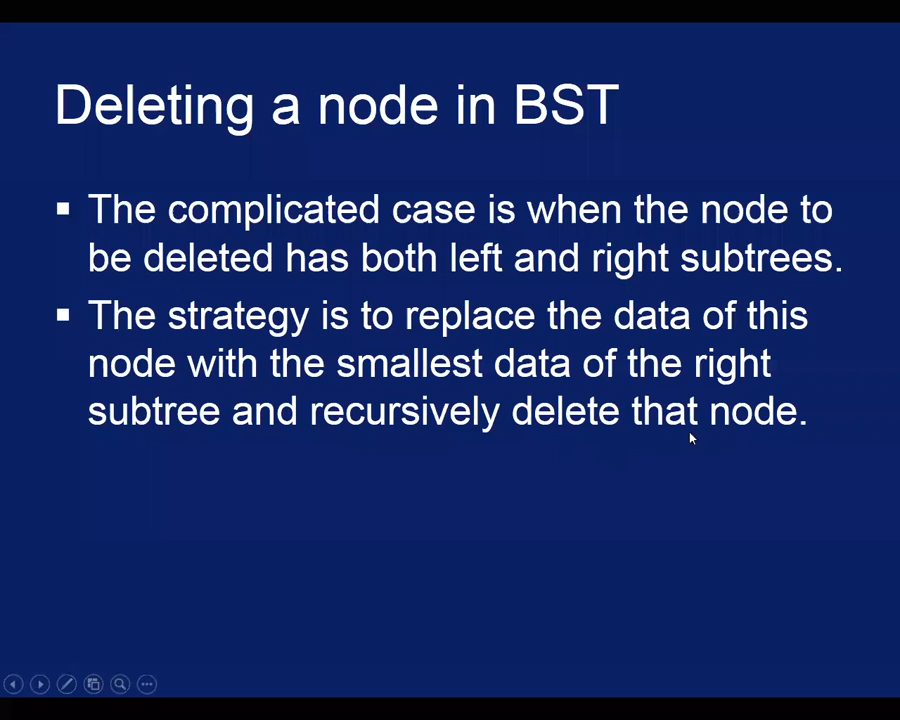 Deleting a node in BST
▪ The complicated case is when the node to
be deleted has both left and right subtrees.
▪ The strategy is to replace the data of this
node with the smallest data of the right
subtree and recursively delete that node.